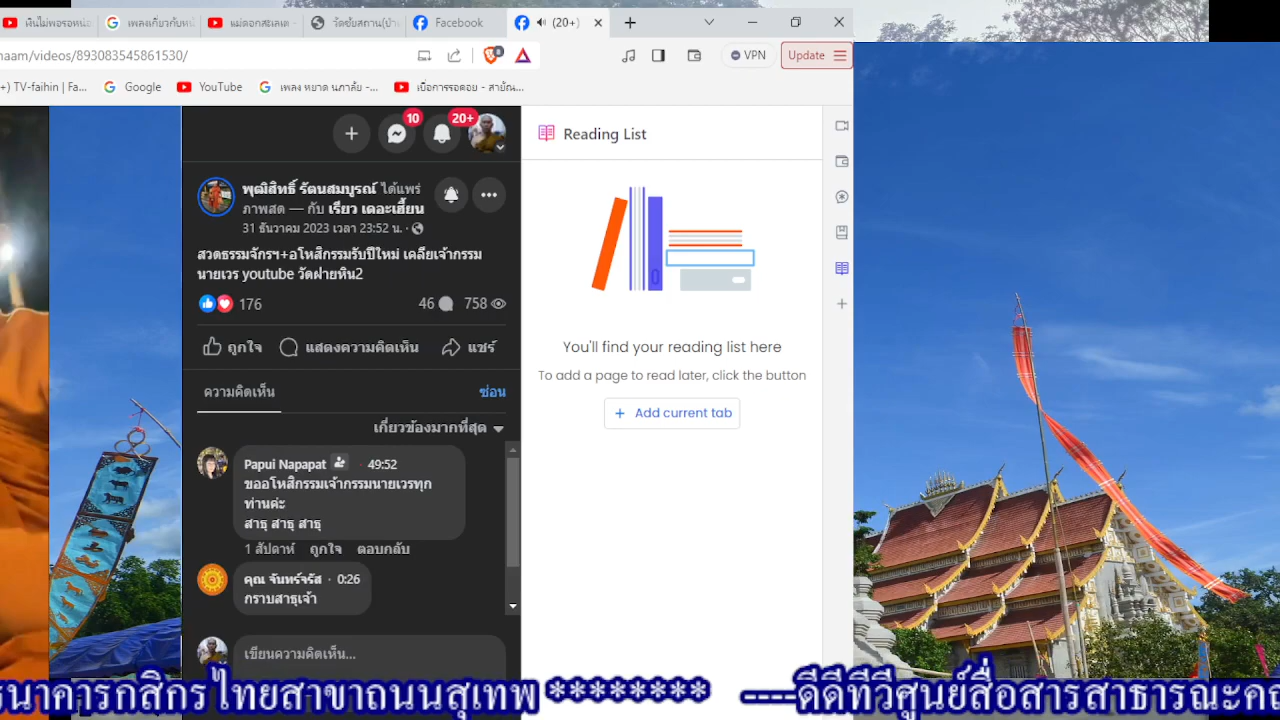 พื้นไม่พอรอหน่อ
เพลงเกี่ยวกับหน้
แม่ดอกสะเลเต -
วัดชัยสถาน(ป่า
Facebook
(20+)
naam/videos/893083545861530/
VPN
Update
+) TV-faihin | Fa...
Google
YouTube
เพลง หยาด นภาลัย -...
เบื่อการรอคอย - สายัณ...
10
20+
Reading List
พุฒิสิทธิ์ รัตนสมบูรณ์ ได้แพร่
ภาพสด — กับ เรียว เดอะเฮี้ยน
31 ธันวาคม 2023 เวลา 23:52 น. ·
สวดธรรมจักรฯ+อโหสิกรรมรับปีใหม่ เคลียเจ้ากรรม
นายเวร youtube วัดฝายหิน2
176
46
758
ถูกใจ
แสดงความคิดเห็น
แชร์
ความคิดเห็น
ซ่อน
เกี่ยวข้องมากที่สุด
Papui Napapat · 49:52
ขออโหสิกรรมเจ้ากรรมนายเวรทุก
ท่านค่ะ
สาธุ สาธุ สาธุ
1 สัปดาห์ ถูกใจ ตอบกลับ
คุณ จันทร์จรัส · 0:26
กราบสาธุเจ้า
เขียนความคิดเห็น...
You'll find your reading list here
To add a page to read later, click the button
+ Add current tab
ธนาคารกสิกรไทยสาขาถนนสุเทพ ******** ----ดีดีทีวีศูนย์สื่อสารสาธารณะคณ